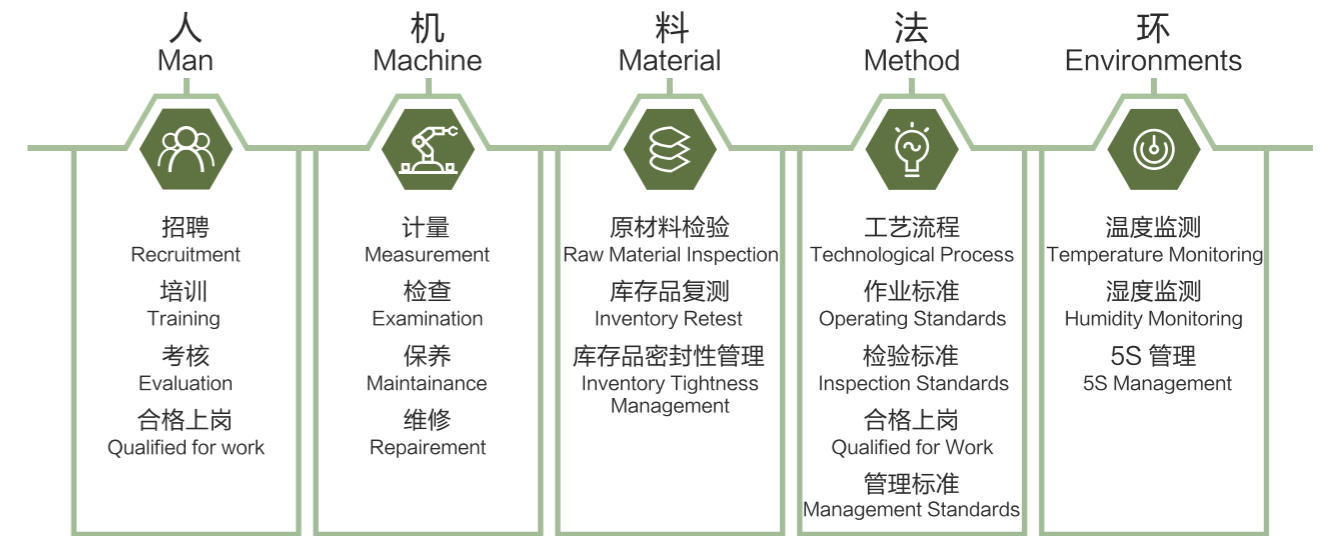 人
Man
招聘
Recruitment
培训
Training
考核
Evaluation
合格上岗
Qualified for work
机
Machine
计量
Measurement
检查
Examination
保养
Maintainance
维修
Repairement
料
Material
原材料检验
Raw Material Inspection
库存品复测
Inventory Retest
库存品密封性管理
Inventory Tightness
Management
法
Method
工艺流程
Technological Process
作业标准
Operating Standards
检验标准
Inspection Standards
合格上岗
Qualified for Work
管理标准
Management Standards
环
Environments
温度监测
Temperature Monitoring
湿度监测
Humidity Monitoring
5S 管理
5S Management